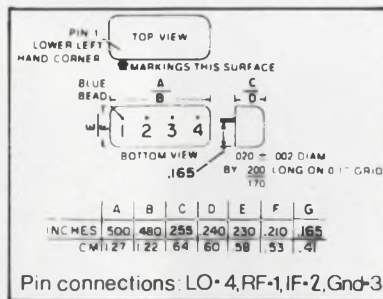 PIN 1
LOWER LEFT
HAND CORNER
TOP VIEW
MARKINGS THIS SURFACE
BLUE
BEAD
A
B
C
D
E
F
1 2 3 4
BOTTOM VIEW
.165
.020 ± .002 DIAM
BY .200 LONG ON 0.1" GRID
.170
A B C D E F G
INCHES .500 .480 .255 .240 .230 .210 .165
CM 1.27 1.22 .64 .60 .58 .53 .41
Pin connections: LO-4, RF-1, IF-2, Gnd-3